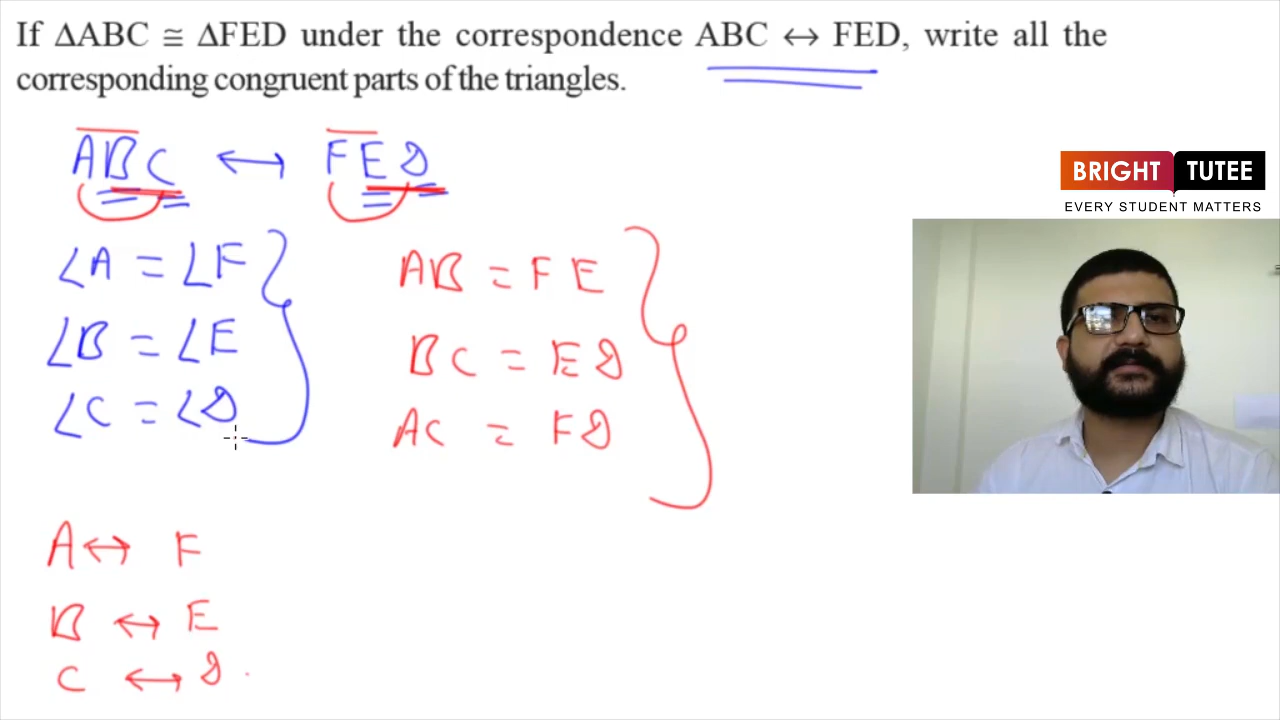 If ΔABC ≅ ΔFED under the correspondence ABC ↔ FED, write all the
corresponding congruent parts of the triangles.
ABC ↔ FED
∠A = ∠F
∠B = ∠E
∠C = ∠D
AB = FE
BC = ED
AC = FD
A ↔ F
B ↔ E
C ↔ D
BRIGHT TUTEE
EVERY STUDENT MATTERS